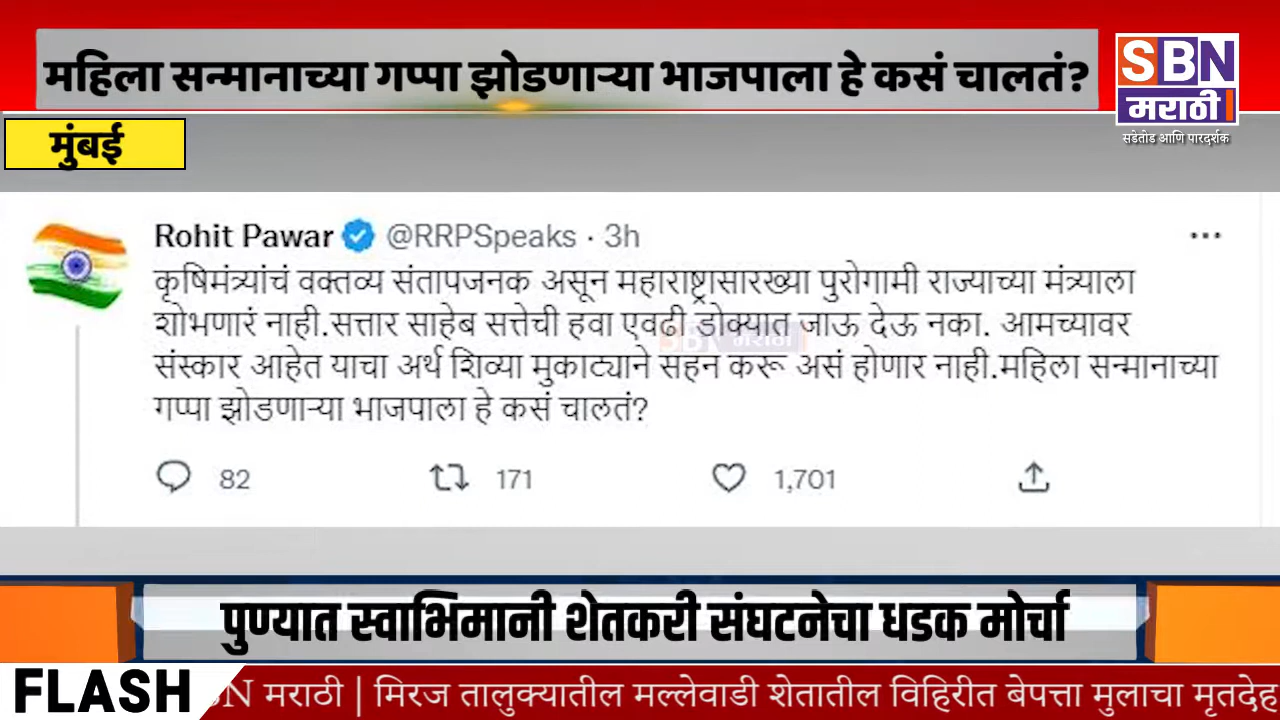 महिला सन्मानाच्या गप्पा झोडणाऱ्या भाजपाला हे कसं चालतं?
SBN
मराठी
सडेतोड आणि पारदर्शक
मुंबई
Rohit Pawar @RRPSpeaks · 3h
कृषिमंत्र्यांचं वक्तव्य संतापजनक असून महाराष्ट्रासारख्या पुरोगामी राज्याच्या मंत्र्याला
शोभणारं नाही.सत्तार साहेब सत्तेची हवा एवढी डोक्यात जाऊ देऊ नका. आमच्यावर
संस्कार आहेत याचा अर्थ शिव्या मुकाट्याने सहन करू असं होणार नाही.महिला सन्मानाच्या
गप्पा झोडणाऱ्या भाजपाला हे कसं चालतं?
82 171 1,701
SBN मराठी
पुण्यात स्वाभिमानी शेतकरी संघटनेचा धडक मोर्चा
FLASH SBN मराठी | मिरज तालुक्यातील मल्लेवाडी शेतातील विहिरीत बेपत्ता मुलाचा मृतदेह